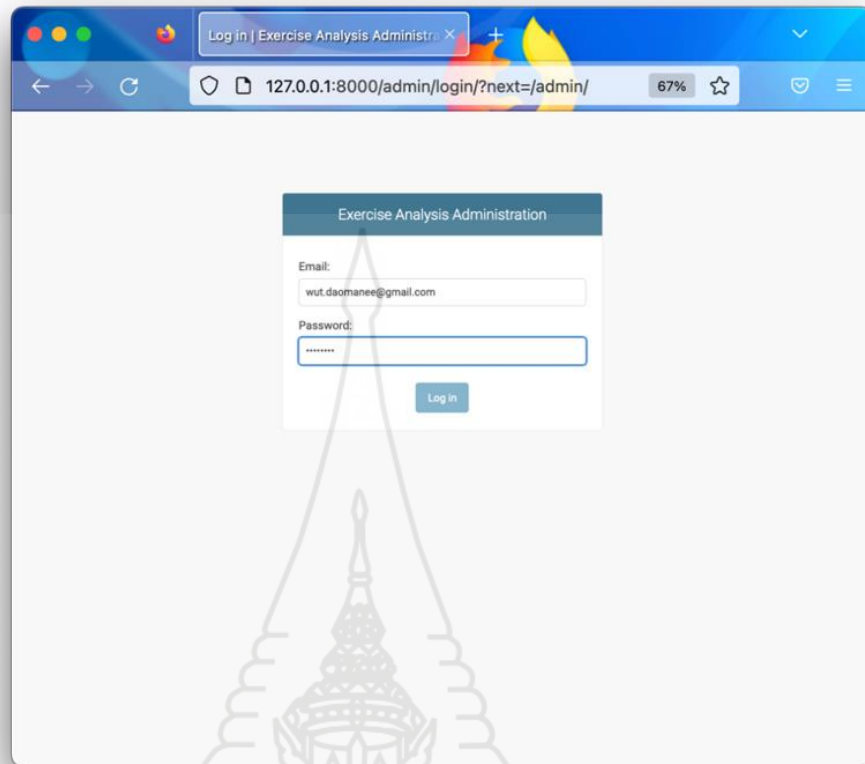 Log in | Exercise Analysis Administra
127.0.0.1:8000/admin/login/?next=/admin/ 67%
Exercise Analysis Administration
Email:
wut.daomanee@gmail.com
Password:
••••••••
Log in